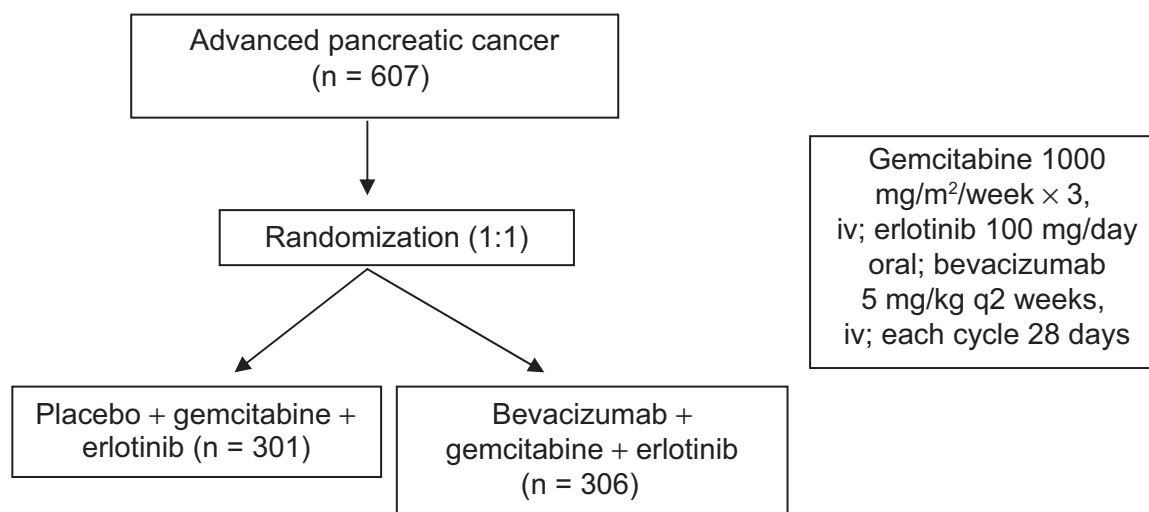 Advanced pancreatic cancer
(n = 607)
Randomization (1:1)
Gemcitabine 1000
mg/m²/week × 3,
iv; erlotinib 100 mg/day
oral; bevacizumab
5 mg/kg q2 weeks,
iv; each cycle 28 days
Placebo + gemcitabine +
erlotinib (n = 301)
Bevacizumab +
gemcitabine + erlotinib
(n = 306)